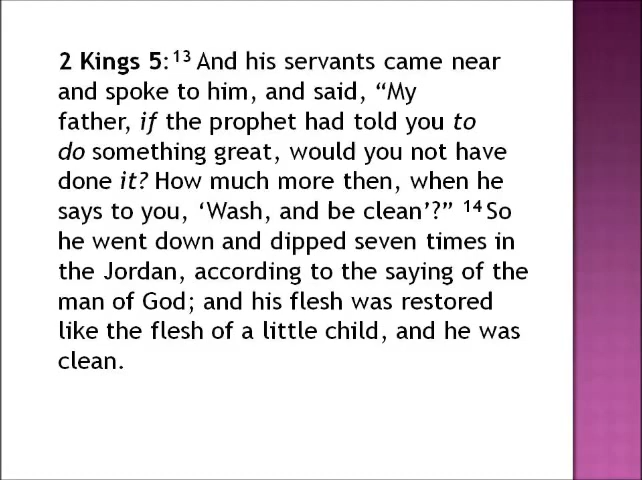 2 Kings 5:13 And his servants came near
and spoke to him, and said, “My
father, if the prophet had told you to
do something great, would you not have
done it? How much more then, when he
says to you, ‘Wash, and be clean’?” 14 So
he went down and dipped seven times in
the Jordan, according to the saying of the
man of God; and his flesh was restored
like the flesh of a little child, and he was
clean.